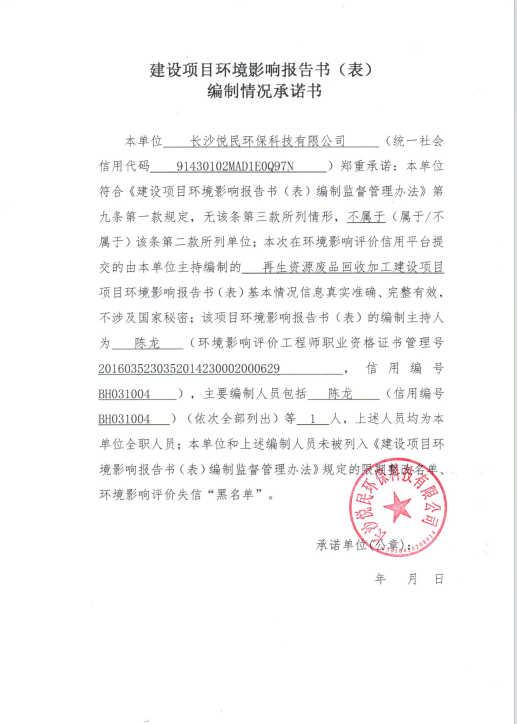 建设项目环境影响报告书（表）
编制情况承诺书
本单位 长沙悦民环保科技有限公司 （统一社会
信用代码 91430102MAD1E0Q97N ）郑重承诺：本单位
符合《建设项目环境影响报告书（表）编制监督管理办法》第
九条第一款规定，无该条第三款所列情形，不属于（属于/不
属于）该条第二款所列单位；本次在环境影响评价信用平台提
交的由本单位主持编制的 再生资源废品回收加工建设项目
项目环境影响报告书（表）基本情况信息真实准确、完整有效，
不涉及国家秘密；该项目环境影响报告书（表）的编制主持人
为 陈龙 （环境影响评价工程师职业资格证书管理号
2016035230352014230002000629 ，信用编号
BH031004 ），主要编制人员包括 陈龙 （信用编号
BH031004 ）（依次全部列出）等 1 人，上述人员均为本
单位全职人员；本单位和上述编制人员未被列入《建设项目环
境影响报告书（表）编制监督管理办法》规定的限期整改名单、
环境影响评价失信“黑名单”。
长沙悦民环保科技有限公司
承诺单位(公章)：
年 月 日